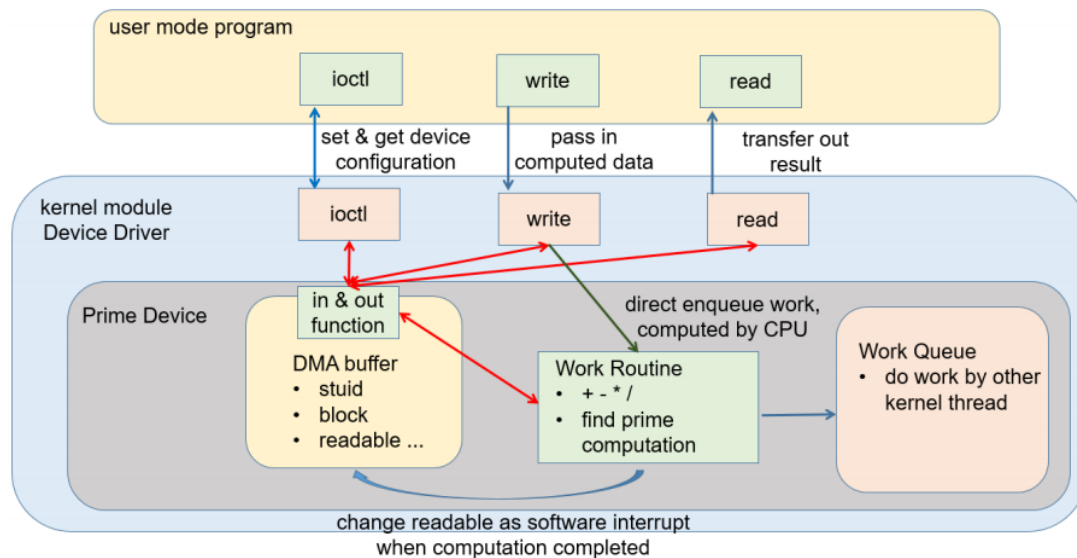 user mode program
ioctl
write
read
set & get device
configuration
pass in
computed data
transfer out
result
kernel module
Device Driver
ioctl
write
read
Prime Device
in & out
function
direct enqueue work,
computed by CPU
DMA buffer
• stuid
• block
• readable ...
Work Routine
• + - * /
• find prime
computation
Work Queue
• do work by other
kernel thread
change readable as software interrupt
when computation completed